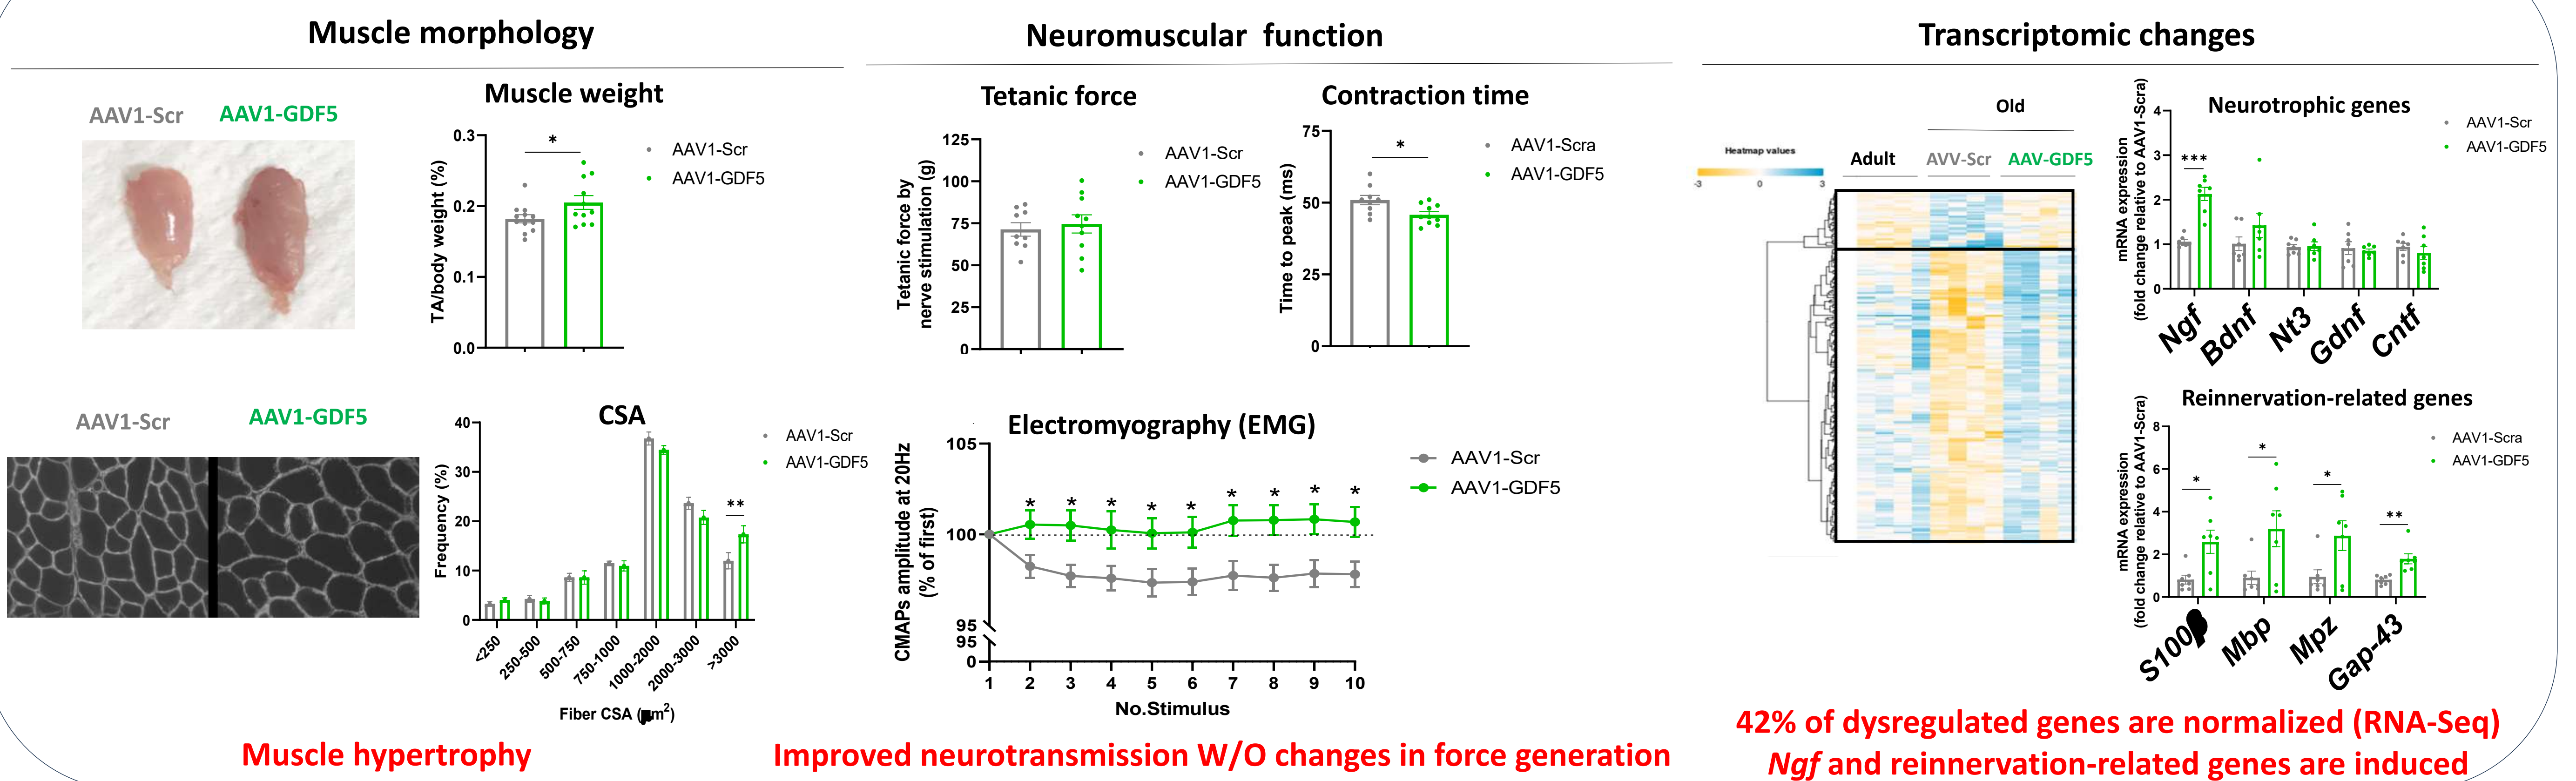 Muscle morphology
AAV1-Scr
AAV1-GDF5
Muscle weight
TA/body weight (%)
0.3
0.2
0.1
0.0
*
AAV1-Scr
AAV1-GDF5
AAV1-Scr
AAV1-GDF5
CSA
Frequency (%)
40
30
20
10
0
**
AAV1-Scr
AAV1-GDF5
<250
250-500
500-750
750-1000
1000-2000
2000-3000
>3000
Fiber CSA (μm²)
Muscle hypertrophy
Neuromuscular function
Tetanic force
Tetanic force by
nerve stimulation (g)
125
100
75
50
25
0
AAV1-Scr
AAV1-GDF5
Contraction time
Time to peak (ms)
75
50
25
0
*
AAV1-Scra
AAV1-GDF5
Electromyography (EMG)
CMAPs amplitude at 20Hz
(% of first)
105
100
95
95
0
* * * * * * * * *
AAV1-Scr
AAV1-GDF5
1 2 3 4 5 6 7 8 9 10
No.Stimulus
Improved neurotransmission W/O changes in force generation
Transcriptomic changes
Heatmap values
-3 0 3
Old
Adult AVV-Scr AAV-GDF5
Neurotrophic genes
mRNA expression
(fold change relative to AAV1-Scra)
4
3
2
1
0
***
AAV1-Scr
AAV1-GDF5
Ngf
Bdnf
Nt3
Gdnf
Cntf
Reinnervation-related genes
mRNA expression
(fold change relative to AAV1-Scra)
8
6
4
2
0
*
*
*
**
AAV1-Scra
AAV1-GDF5
S100β
Mbp
Mpz
Gap-43
42% of dysregulated genes are normalized (RNA-Seq)
Ngf and reinnervation-related genes are induced